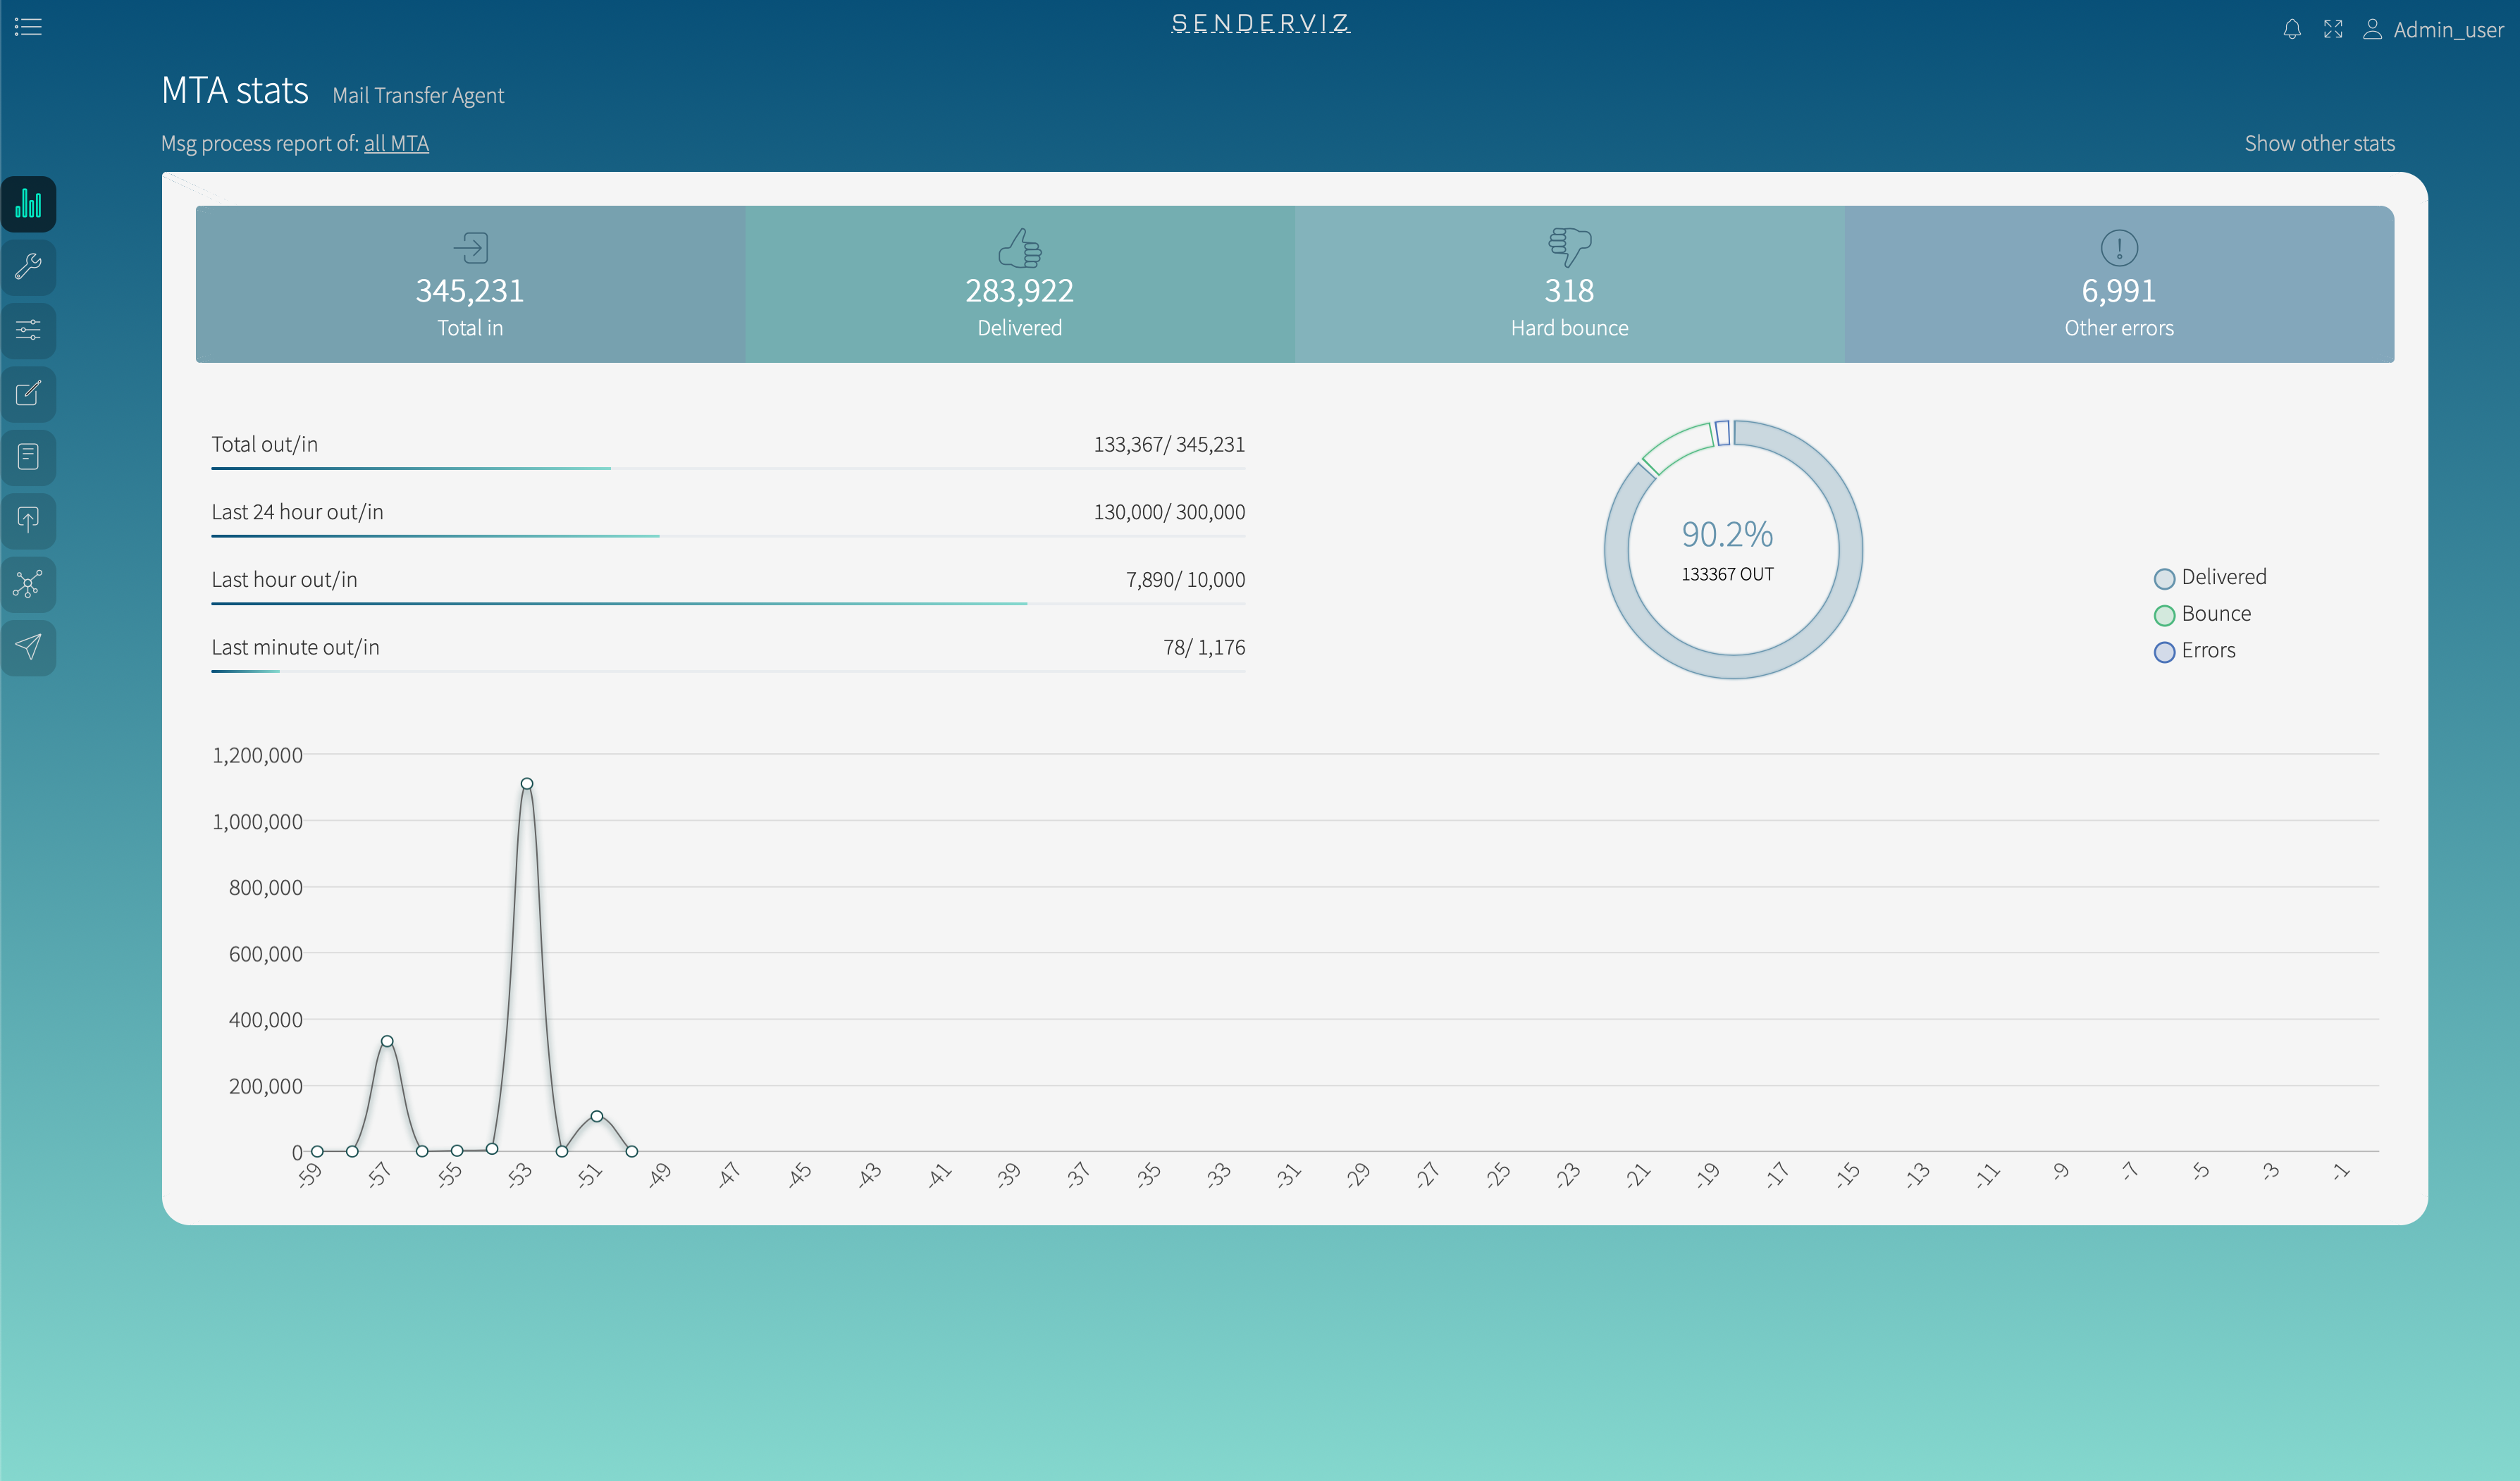 SENDERVIZ
Admin_user
MTA stats Mail Transfer Agent
Msg process report of: all MTA
Show other stats
345,231
Total in
283,922
Delivered
318
Hard bounce
6,991
Other errors
Total out/in 133,367/ 345,231
Last 24 hour out/in 130,000/ 300,000
Last hour out/in 7,890/ 10,000
Last minute out/in 78/ 1,176
90.2%
133367 OUT
Delivered
Bounce
Errors
1,200,000
1,000,000
800,000
600,000
400,000
200,000
0
-59 -57 -55 -53 -51 -49 -47 -45 -43 -41 -39 -37 -35 -33 -31 -29 -27 -25 -23 -21 -19 -17 -15 -13 -11 -9 -7 -5 -3 -1